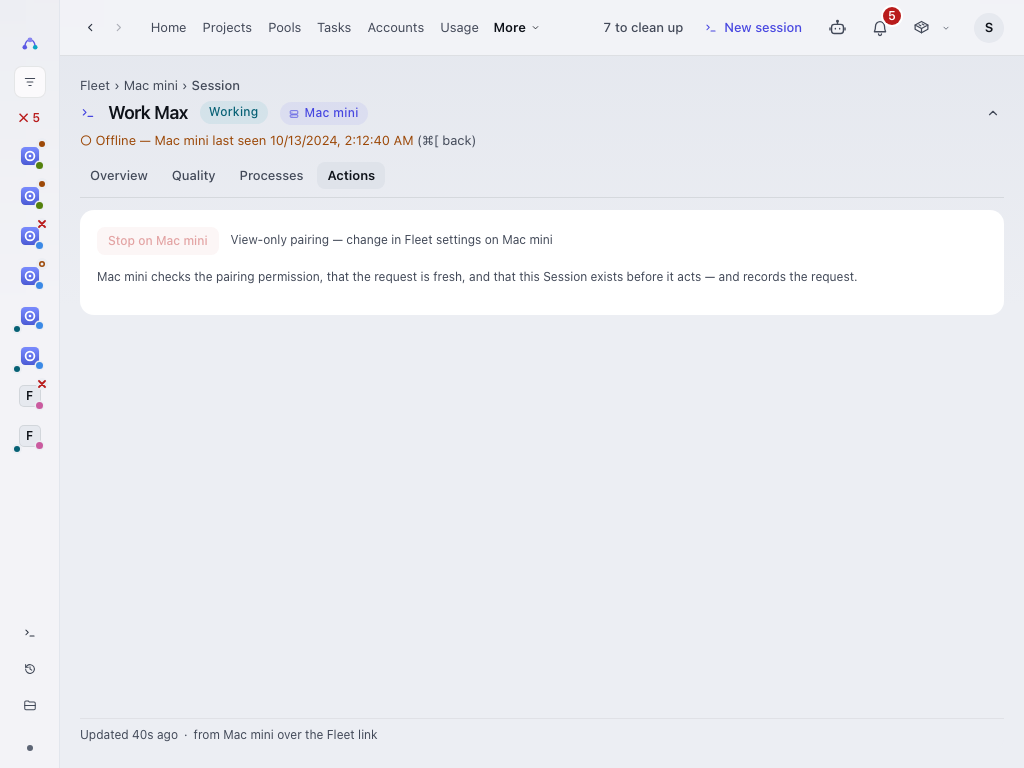 Home Projects Pools Tasks Accounts Usage More 7 to clean up New session 5 S
5
F
F
Fleet › Mac mini › Session
Work Max Working Mac mini
Offline — Mac mini last seen 10/13/2024, 2:12:40 AM (⌘[ back)
Overview Quality Processes Actions
Stop on Mac mini View-only pairing — change in Fleet settings on Mac mini
Mac mini checks the pairing permission, that the request is fresh, and that this Session exists before it acts — and records the request.
Updated 40s ago · from Mac mini over the Fleet link